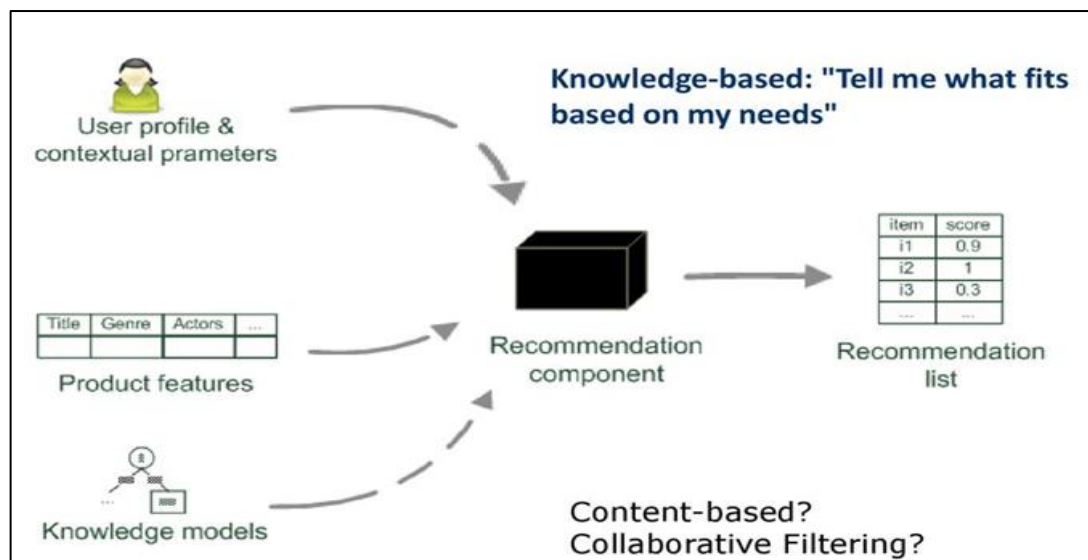 Knowledge-based: "Tell me what fits
based on my needs"
User profile &
contextual prameters
item score
i1 0.9
i2 1
i3 0.3
... ...
Title Genre Actors ...
Product features
Recommendation
component
Recommendation
list
...
Knowledge models
Content-based?
Collaborative Filtering?